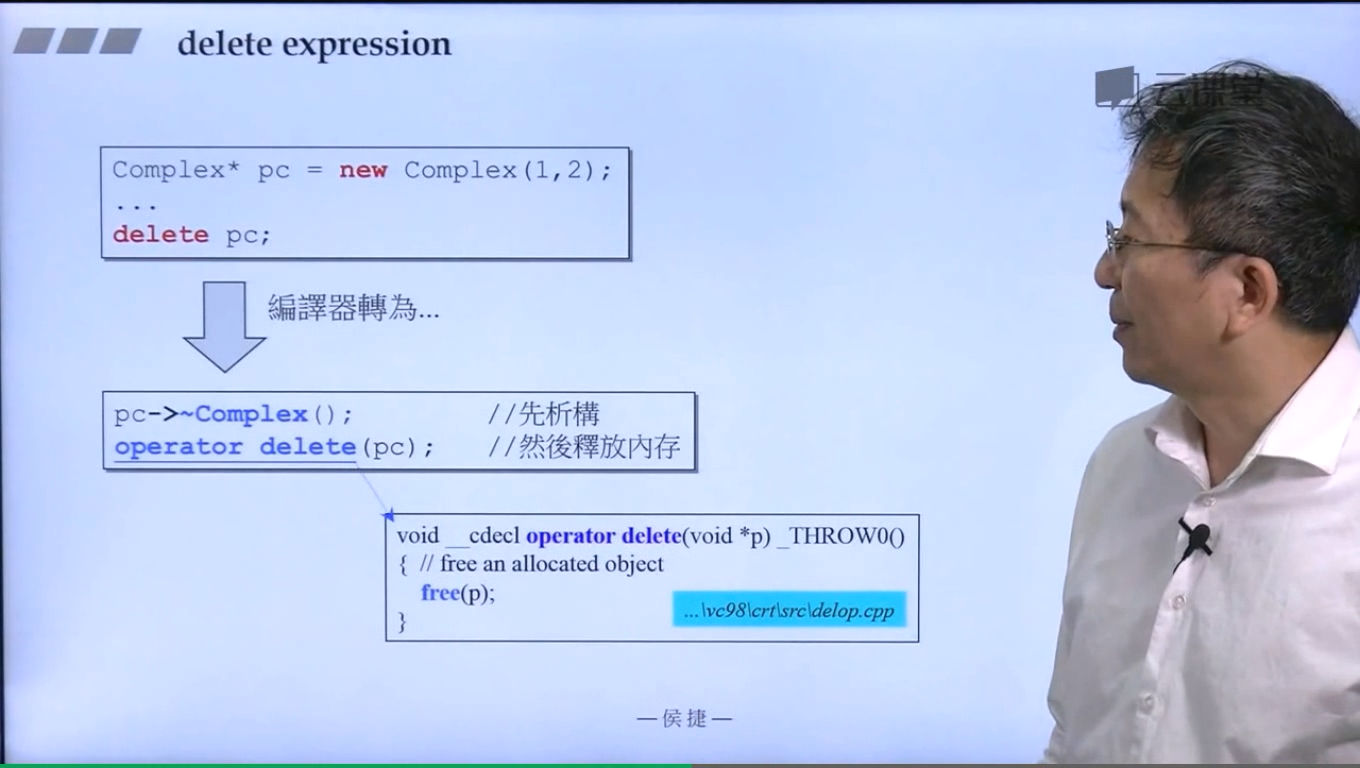 delete expression
云课堂
Complex* pc = new Complex(1,2);
...
delete pc;
編譯器轉為...
pc->~Complex(); //先析構
operator delete(pc); //然後釋放內存
void __cdecl operator delete(void *p) _THROW0()
{ // free an allocated object
free(p);
...\vc98\crt\src\delop.cpp
}
—侯捷—